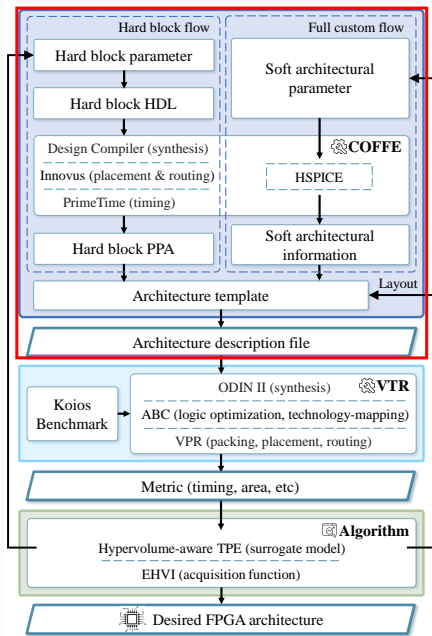 Hard block flow
Full custom flow
Hard block parameter
Soft architectural
parameter
Hard block HDL
Design Compiler (synthesis)
COFFE
Innovus (placement & routing)
HSPICE
PrimeTime (timing)
Hard block PPA
Soft architectural
information
Layout
Architecture template
Architecture description file
ODIN II (synthesis)
VTR
Koios
Benchmark
ABC (logic optimization, technology-mapping)
VPR (packing, placement, routing)
Metric (timing, area, etc)
Algorithm
Hypervolume-aware TPE (surrogate model)
EHVI (acquisition function)
Desired FPGA architecture